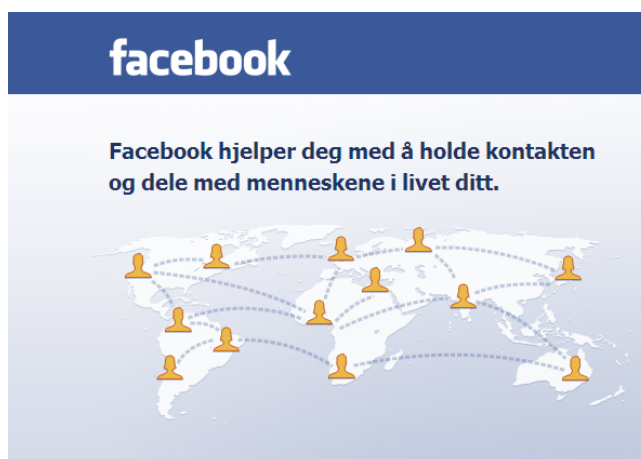 facebook
Facebook hjelper deg med å holde kontakten
og dele med menneskene i livet ditt.